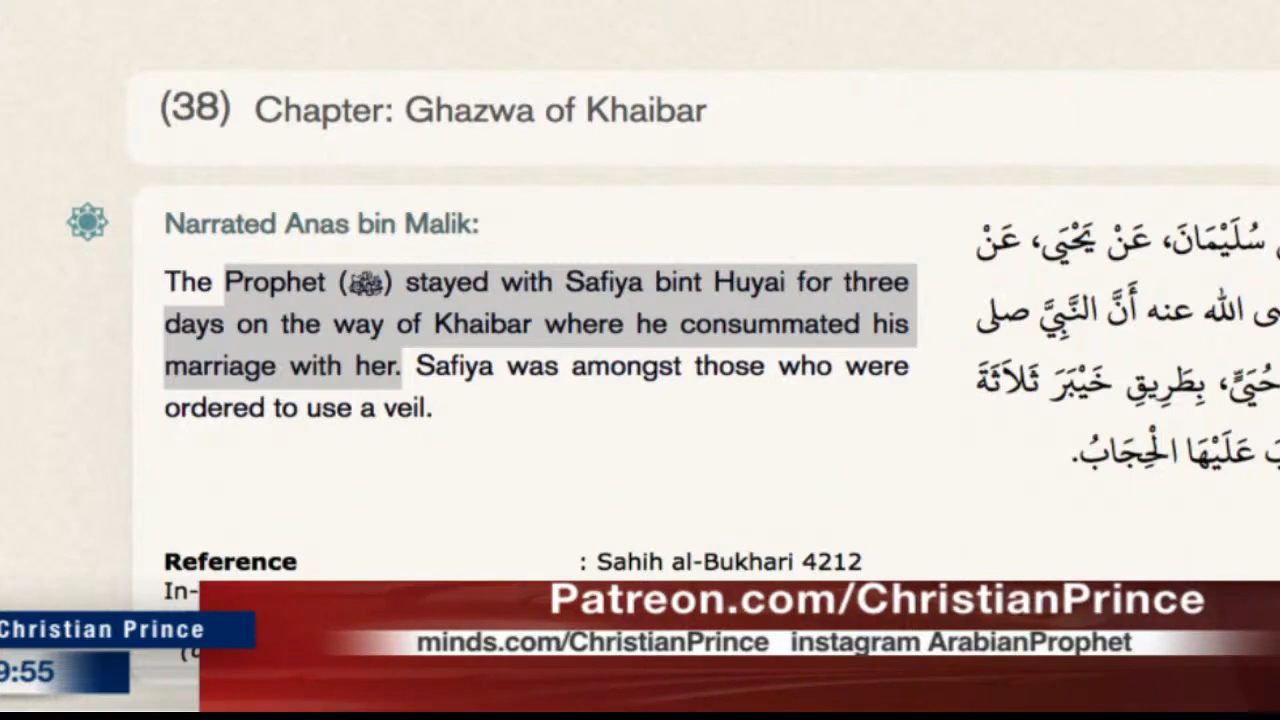 (38) Chapter: Ghazwa of Khaibar
Narrated Anas bin Malik:
The Prophet (ﷺ) stayed with Safiya bint Huyai for three
days on the way of Khaibar where he consummated his
marriage with her. Safiya was amongst those who were
ordered to use a veil.
سُلَيْمَانَ، عَنْ يَحْيَى، عَنْ
الله عنه أَنَّ النَّبِيَّ صلى
حُيَىٍّ، بِطَرِيقِ خَيْبَرَ ثَلاَثَةَ
عَلَيْهَا الْحِجَابُ.
Reference : Sahih al-Bukhari 4212
In-
Patreon.com/ChristianPrince
Christian Prince
minds.com/ChristianPrince instagram ArabianProphet
9:55